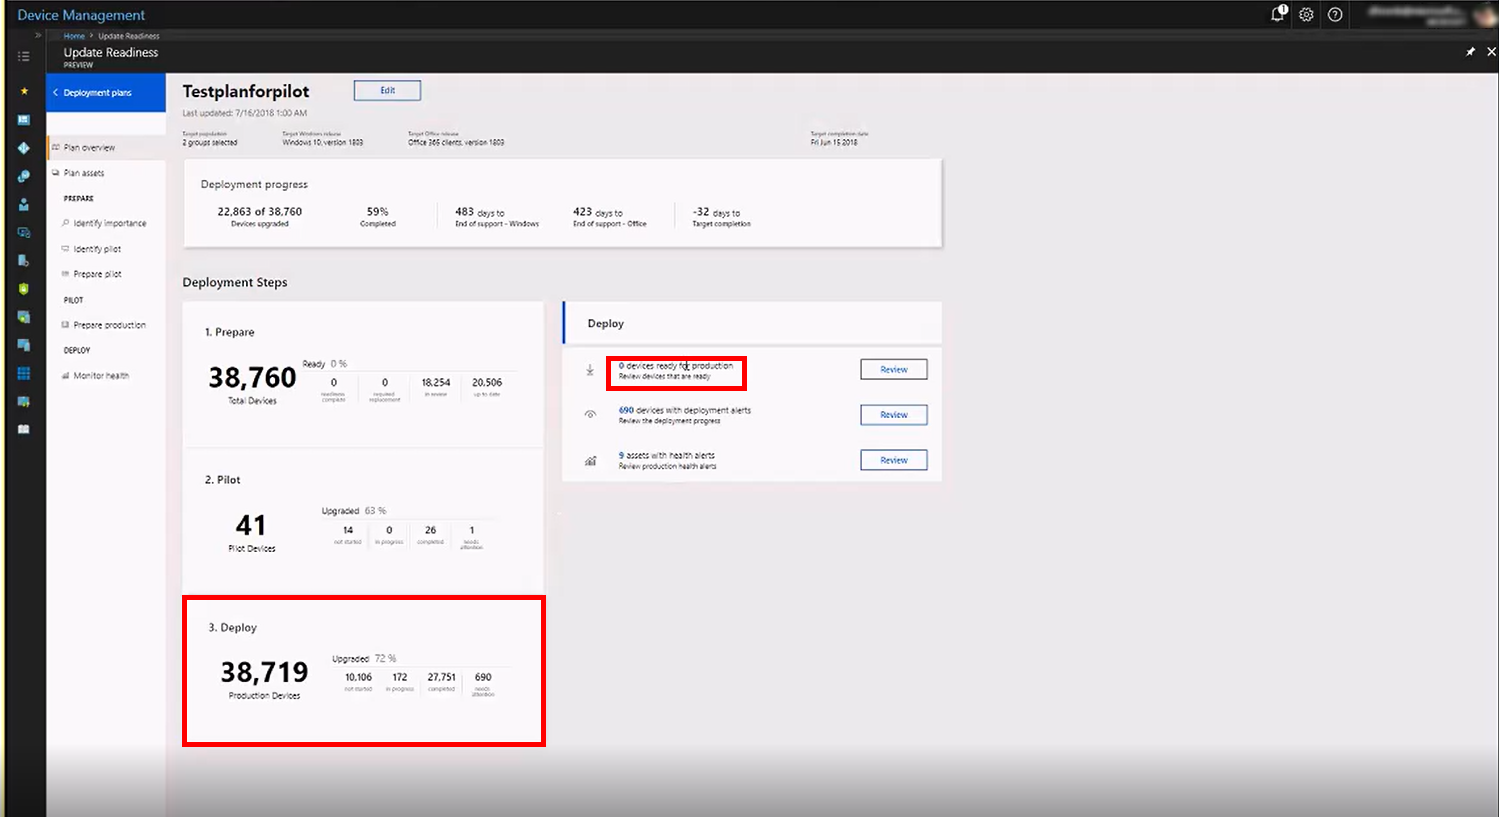 Device Management
1
Home > Update Readiness
Update Readiness
PREVIEW
Deployment plans
Plan overview
Plan assets
PREPARE
Identify importance
Identify pilot
Prepare pilot
PILOT
Prepare production
DEPLOY
Monitor health
Testplanforpilot
Edit
Last updated: 7/16/2018 1:00 AM
Target population
2 groups selected
Target Windows release
Windows 10, version 1803
Target Office release
Office 365 clients, version 1803
Target completion date
Fri Jun 15 2018
Deployment progress
22,863 of 38,760
Devices upgraded
59%
Completed
483 days to
End of support - Windows
423 days to
End of support - Office
-32 days to
Target completion
Deployment Steps
1. Prepare
38,760
Total Devices
Ready 0 %
0
readiness
complete
0
required
replacement
18,254
in review
20,506
up to date
2. Pilot
41
Pilot Devices
Upgraded 63 %
14
not started
0
in progress
26
completed
1
needs
attention
3. Deploy
38,719
Production Devices
Upgraded 72 %
10,106
not started
172
in progress
27,751
completed
690
needs
attention
Deploy
0 devices ready for production
Review devices that are ready
Review
690 devices with deployment alerts
Review the deployment progress
Review
9 assets with health alerts
Review production health alerts
Review